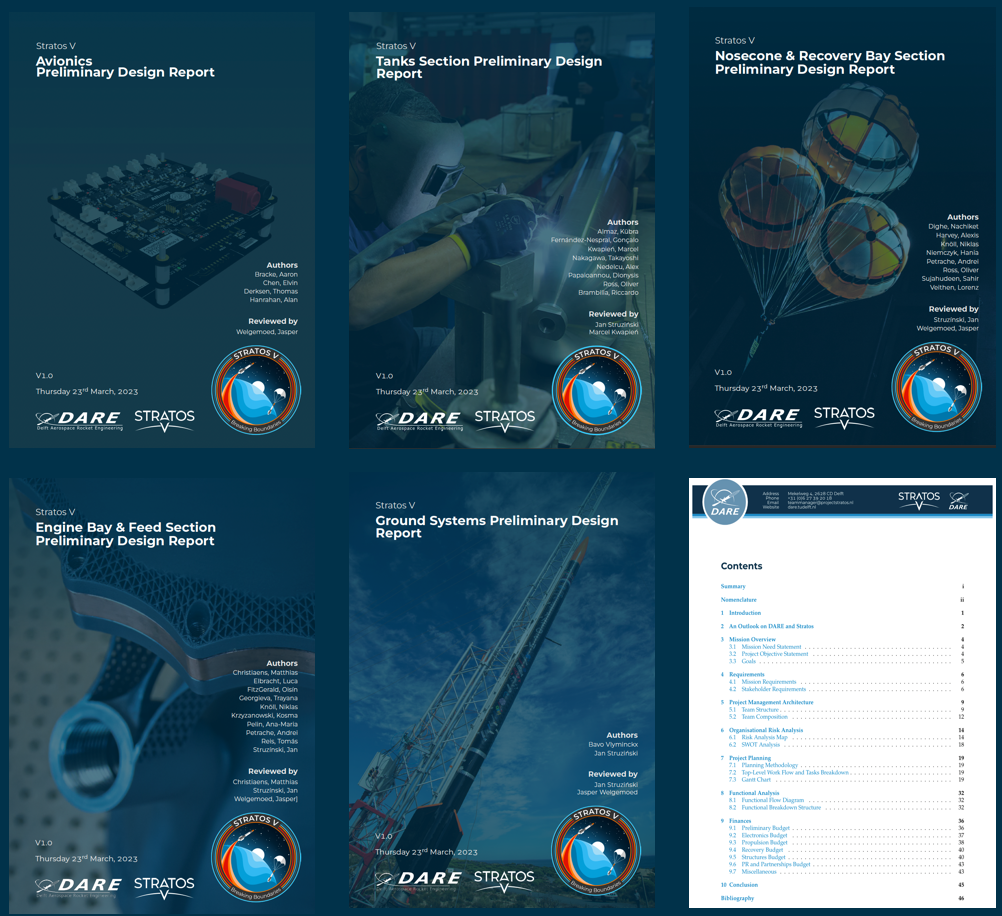 Stratos V
Avionics
Preliminary Design Report
Authors
Bracke, Aaron
Chen, Elvin
Derksen, Thomas
Hanrahan, Alan
Reviewed by
Welgemoed, Jasper
V1.0
Thursday 23rd March, 2023
DARE
Delft Aerospace Rocket Engineering
STRATOS V
STRATOS V
Breaking Boundaries
Stratos V
Tanks Section Preliminary Design
Report
Authors
Almaz, Kübra
Fernández-Nespral, Gonçalo
Kwapień, Marcel
Nakagawa, Takayoshi
Nedelcu, Alex
Papaioannou, Dionysis
Ross, Oliver
Brambilla, Riccardo
Reviewed by
Jan Struzinski
Marcel Kwapień
V1.0
Thursday 23rd March, 2023
DARE
Delft Aerospace Rocket Engineering
STRATOS V
STRATOS V
Breaking Boundaries
Stratos V
Nosecone & Recovery Bay Section
Preliminary Design Report
Authors
Dighe, Nachiket
Harvey, Alexis
Knöll, Niklas
Niemczyk, Hania
Petrache, Andrei
Ross, Oliver
Sujahudeen, Sahir
Veithen, Lorenz
Reviewed by
Struzinski, Jan
Welgemoed, Jasper
V1.0
Thursday 23rd March, 2023
DARE
Delft Aerospace Rocket Engineering
STRATOS V
STRATOS V
Breaking Boundaries
Stratos V
Engine Bay & Feed Section
Preliminary Design Report
Authors
Christiaens, Matthias
Elbracht, Luca
FitzGerald, Oisín
Georgieva, Trayana
Knöll, Niklas
Krzyzanowski, Kosma
Pelin, Ana-Maria
Petrache, Andrei
Reis, Tomás
Struzinski, Jan
Reviewed by
Christiaens, Matthias
Struzinski, Jan
Welgemoed, Jasper]
V1.0
Thursday 23rd March, 2023
DARE
Delft Aerospace Rocket Engineering
STRATOS V
STRATOS V
Breaking Boundaries
Stratos V
Ground Systems Preliminary Design
Report
Authors
Bavo Vlyminckx
Jan Struziński
Reviewed by
Jan Struzinski
Jasper Welgemoed
V1.0
Thursday 23rd March, 2023
DARE
Delft Aerospace Rocket Engineering
STRATOS V
STRATOS V
Breaking Boundaries
DARE
Address Mekelweg 4, 2628 CD Delft
Phone
Email teammanager@projectstratos.nl
Website dare.tudelft.nl
STRATOS V
DARE
Contents
Summary i
Nomenclature ii
1 Introduction 1
2 An Outlook on DARE and Stratos 2
3 Mission Overview 4
3.1 Mission Need Statement 4
3.2 Project Objective Statement 4
3.3 Goals 5
4 Requirements 6
4.1 Mission Requirements 6
4.2 Stakeholder Requirements 6
5 Project Management Architecture 9
5.1 Team Structure 9
5.2 Team Composition 12
6 Organisational Risk Analysis 14
6.1 Risk Analysis Map 14
6.2 SWOT Analysis 18
7 Project Planning 19
7.1 Planning Methodology 19
7.2 Top-Level Work Flow and Tasks Breakdown 19
7.3 Gantt Chart 19
8 Functional Analysis 32
8.1 Functional Flow Diagram 32
8.2 Functional Breakdown Structure 32
9 Finances 36
9.1 Preliminary Budget 36
9.2 Electronics Budget 37
9.3 Propulsion Budget 38
9.4 Recovery Budget 40
9.5 Structures Budget 40
9.6 PR and Partnerships Budget 43
9.7 Miscellaneous 43
10 Conclusion 45
Bibliography 46